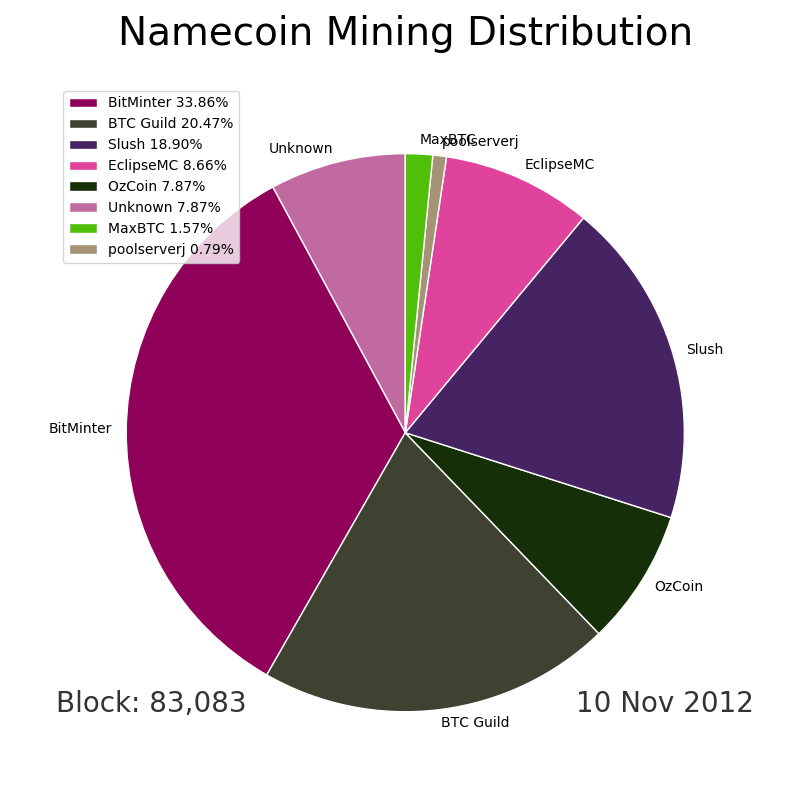 Namecoin Mining Distribution
BitMinter 33.86%
BTC Guild 20.47%
Slush 18.90%
EclipseMC 8.66%
OzCoin 7.87%
Unknown 7.87%
MaxBTC 1.57%
poolserverj 0.79%
Unknown
MaxBTC
poolserverj
EclipseMC
Slush
BitMinter
OzCoin
BTC Guild
Block: 83,083
10 Nov 2012